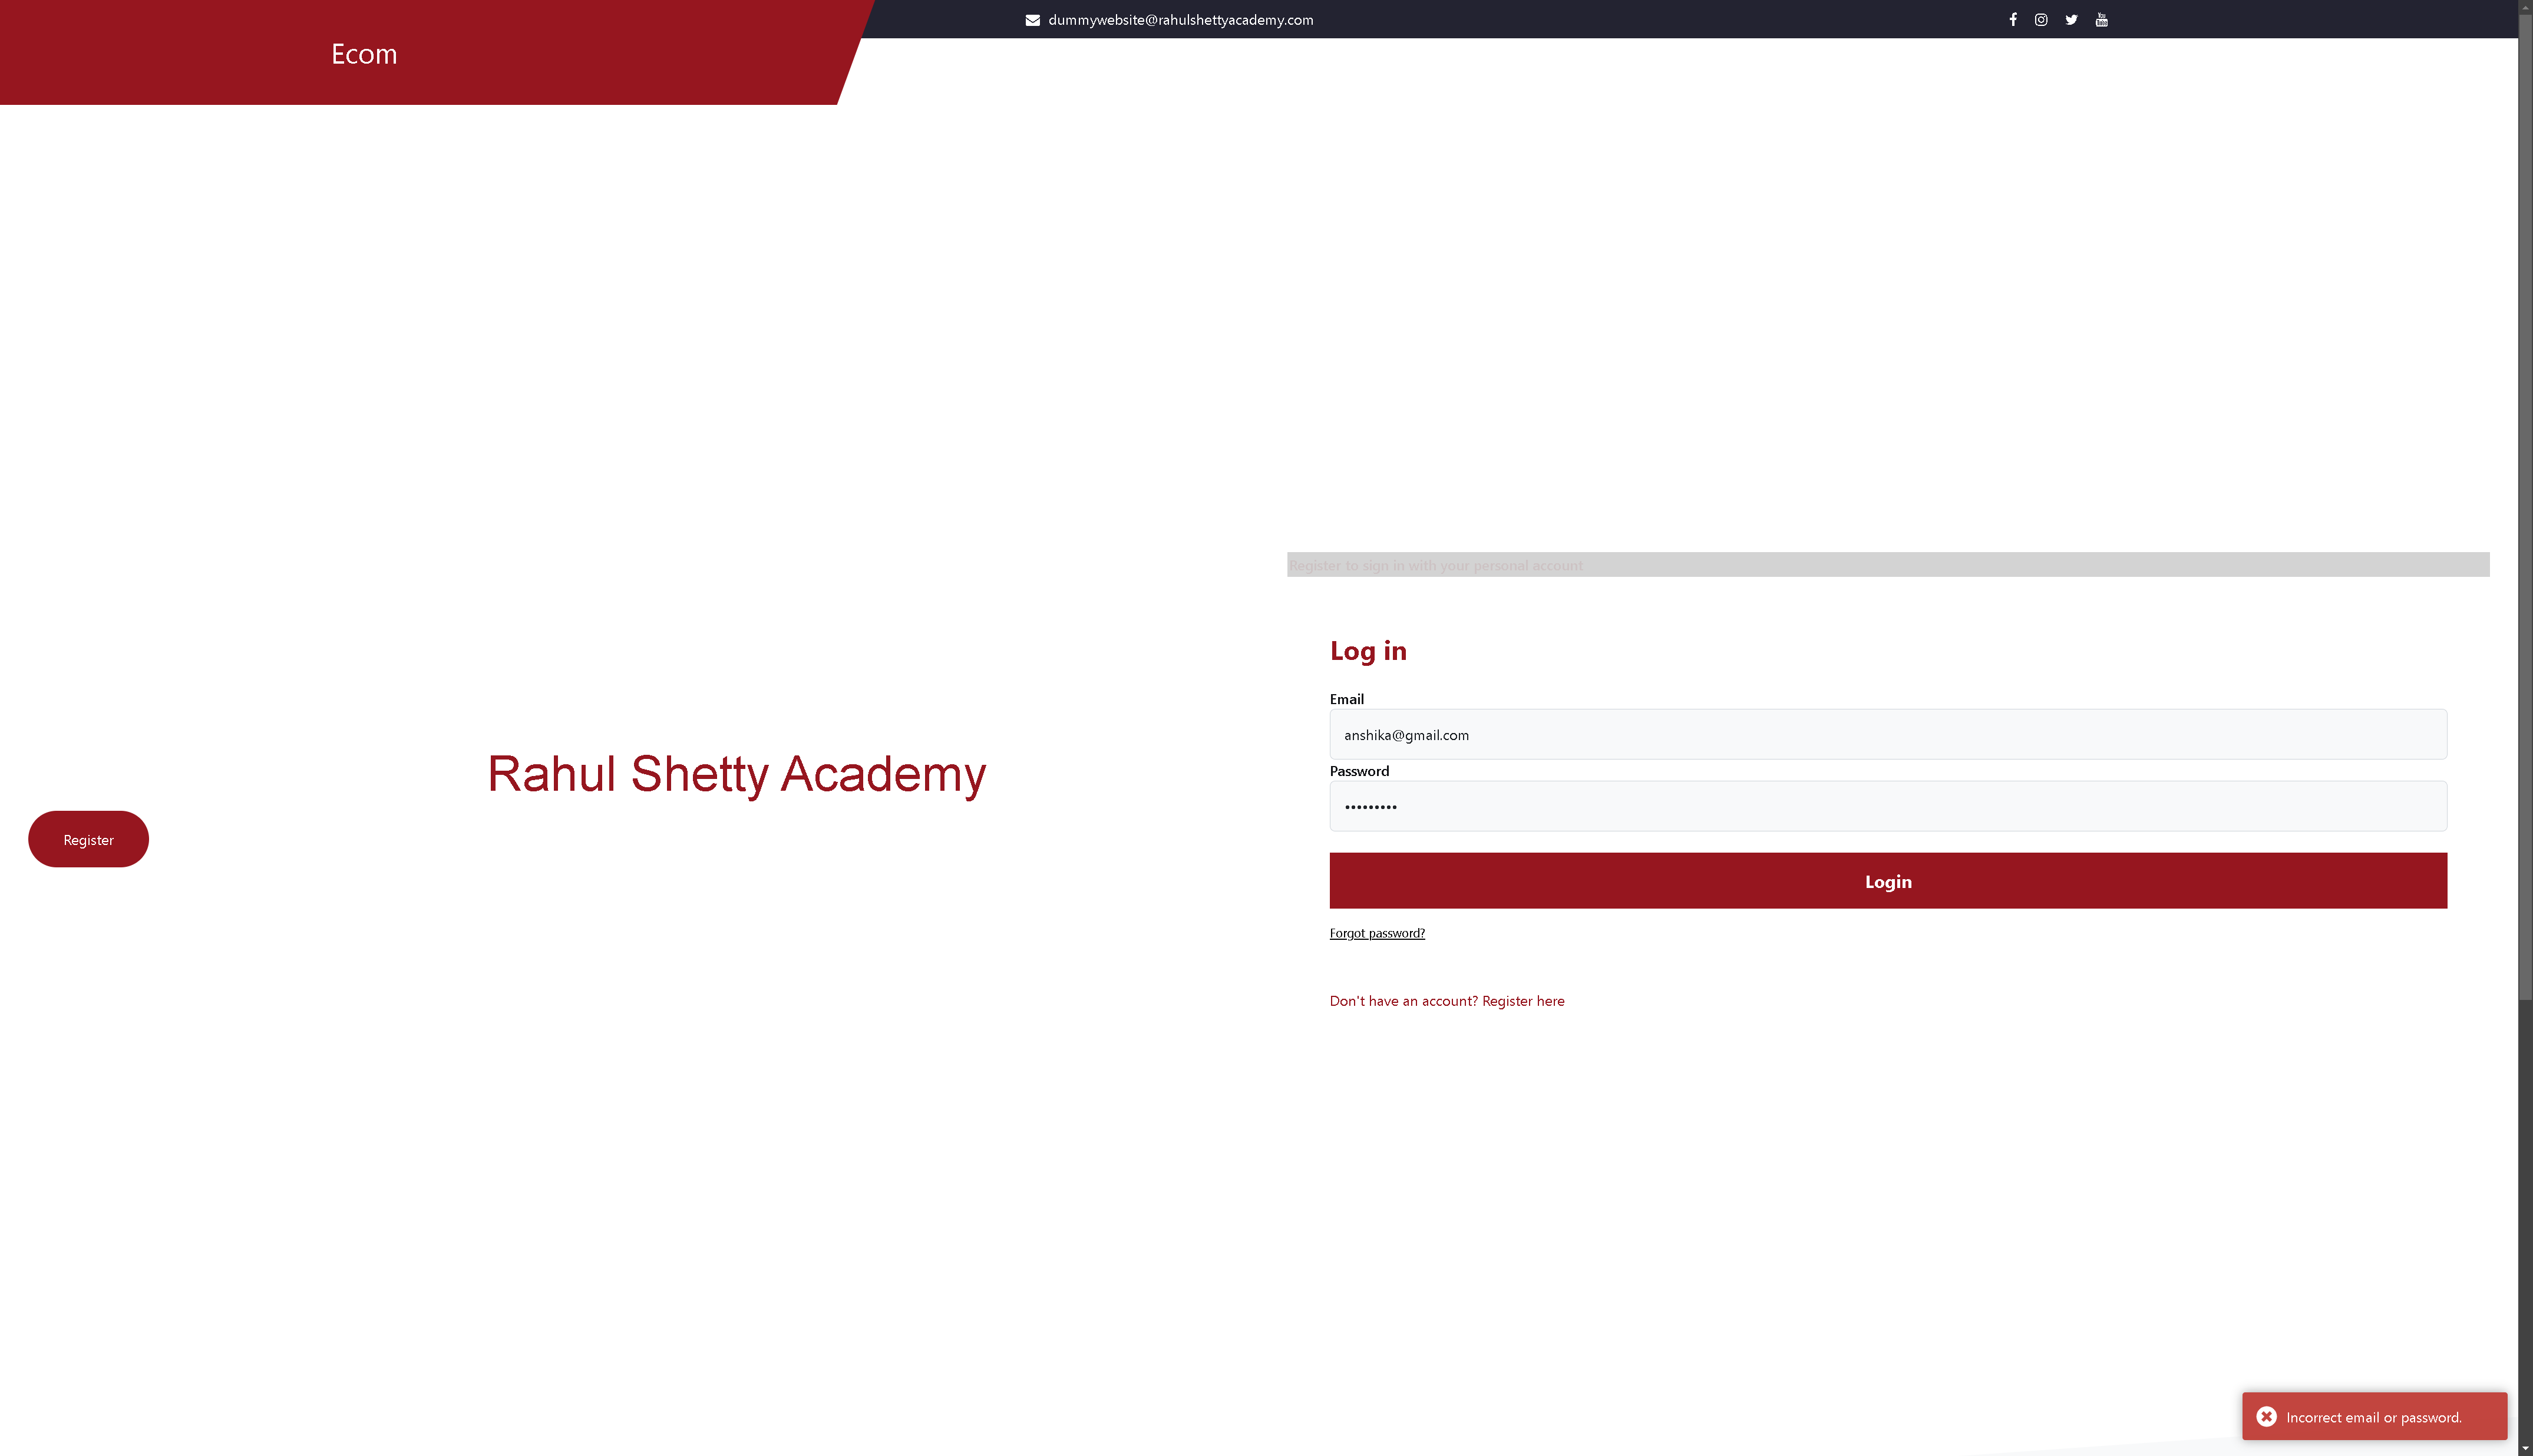 dummywebsite@rahulshettyacademy.com
Ecom
Register to sign in with your personal account
Log in
Email
anshika@gmail.com
Password
•••••••••
Rahul Shetty Academy
Register
Login
Forgot password?
Don't have an account? Register here
Incorrect email or password.